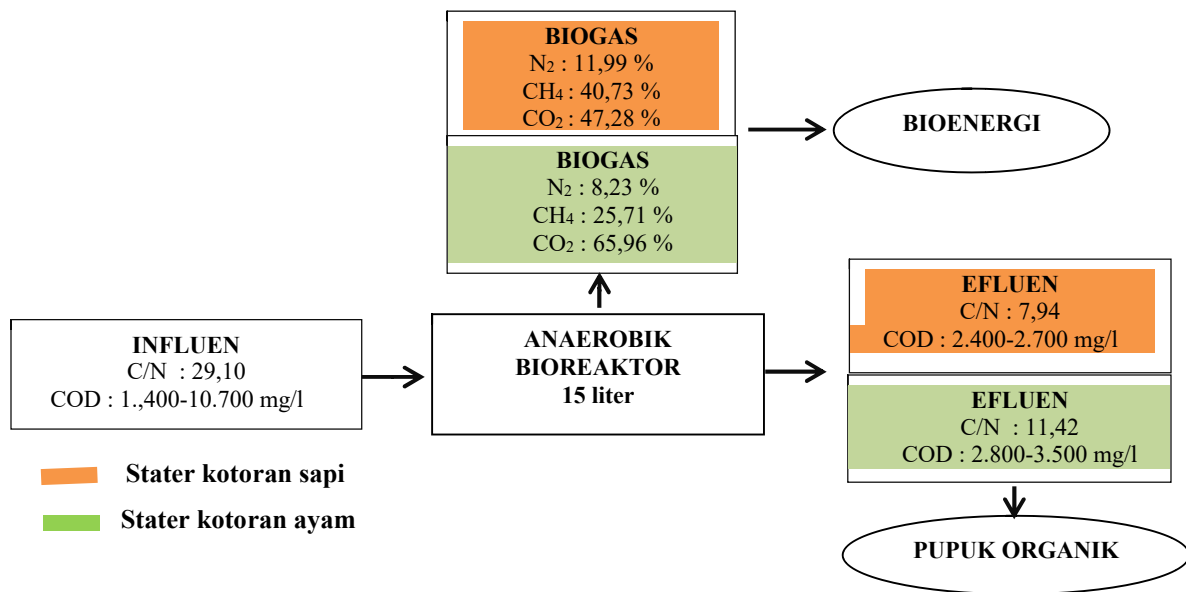 BIOGAS
N₂ : 11,99 %
CH₄ : 40,73 %
CO₂ : 47,28 %
BIOGAS
N₂ : 8,23 %
CH₄ : 25,71 %
CO₂ : 65,96 %
BIOENERGI
INFLUEN
C/N : 29,10
COD : 1.,400-10.700 mg/l
ANAEROBIK
BIOREAKTOR
15 liter
EFLUEN
C/N : 7,94
COD : 2.400-2.700 mg/l
EFLUEN
C/N : 11,42
COD : 2.800-3.500 mg/l
PUPUK ORGANIK
Stater kotoran sapi
Stater kotoran ayam